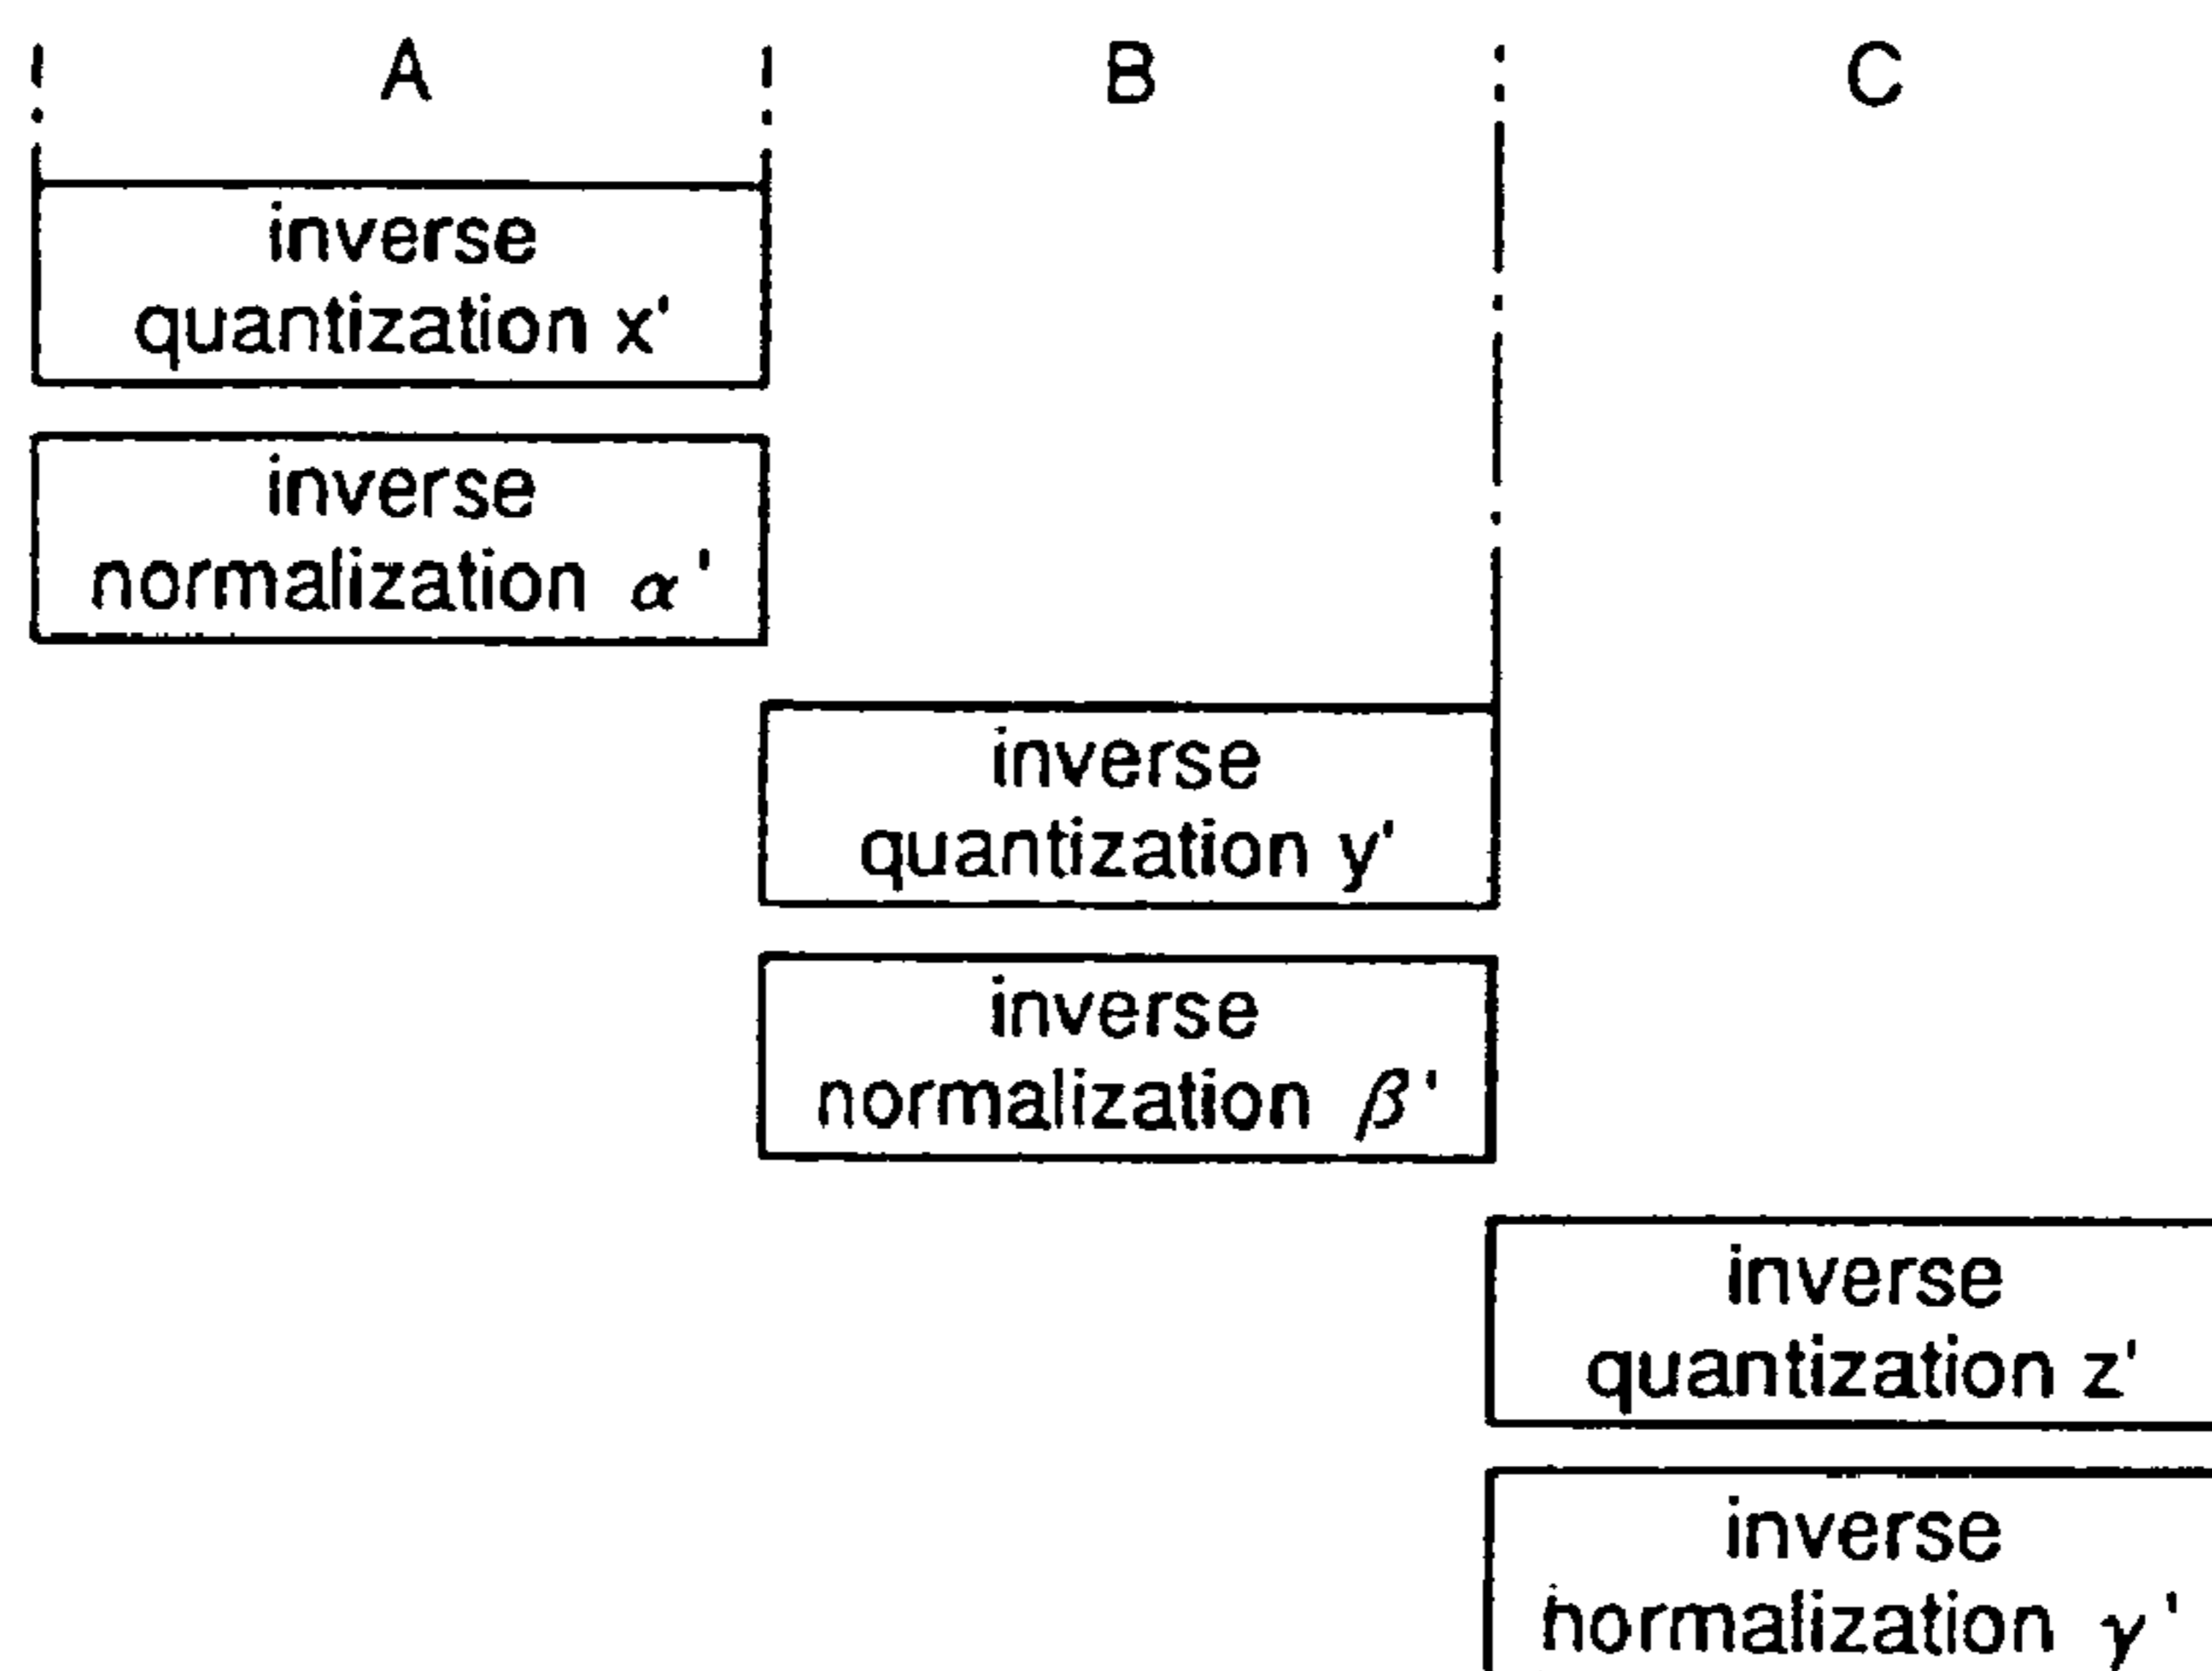 A B C
inverse
quantization x'
inverse
normalization α'
inverse
quantization y'
inverse
normalization β'
inverse
quantization z'
inverse
normalization γ'